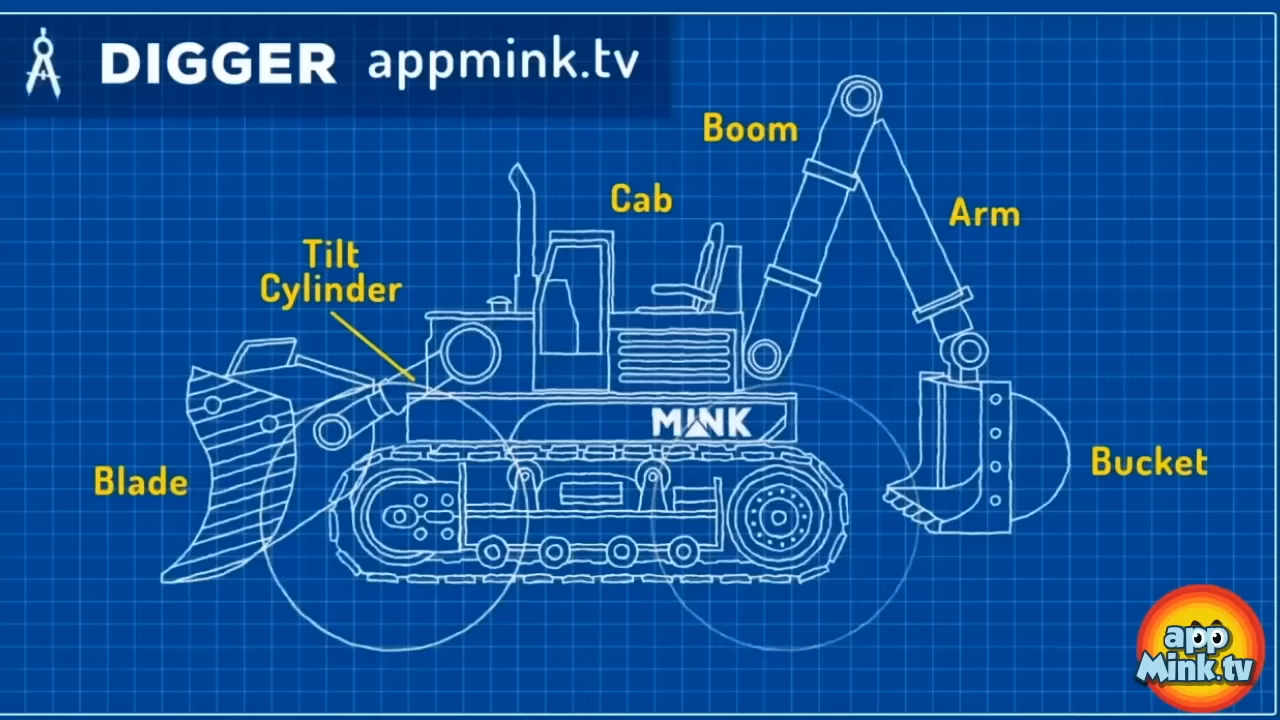 DIGGER appmink.tv
Boom
Cab
Arm
Tilt
Cylinder
MINK
Blade
Bucket
app
Mink.tv